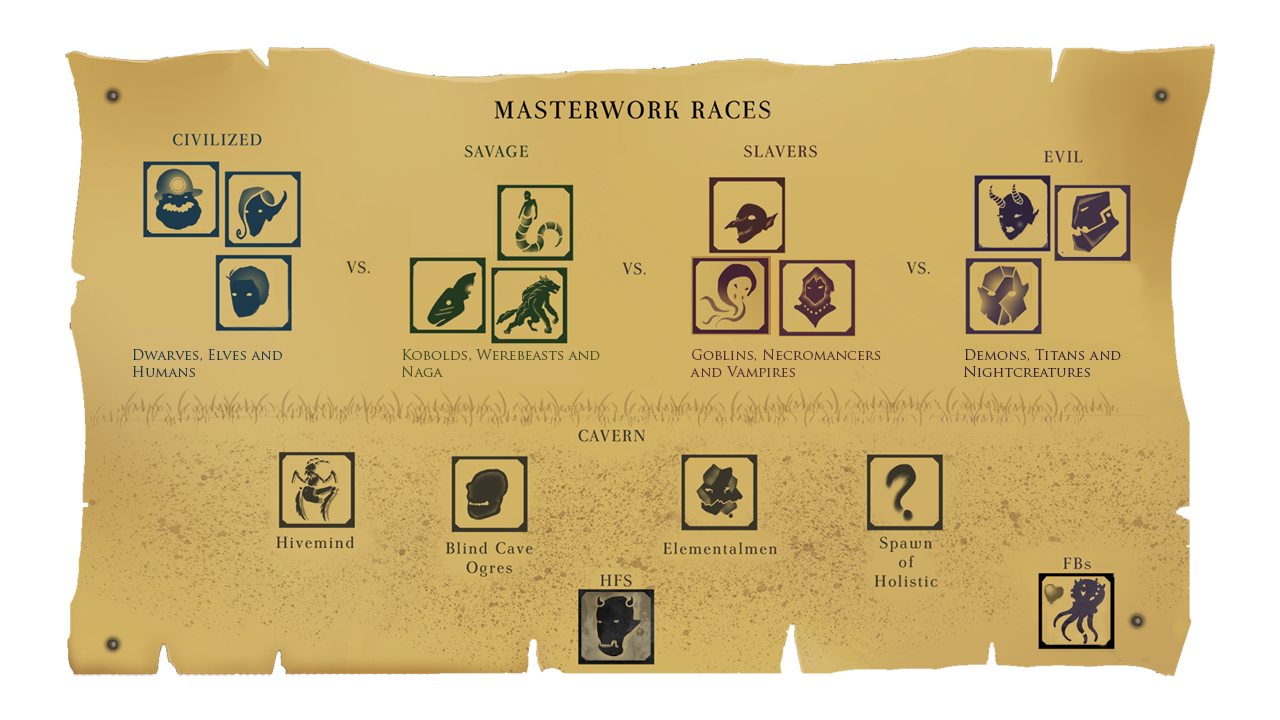 MASTERWORK RACES
CIVILIZED
SAVAGE
SLAVERS
EVIL
VS.
VS.
VS.
Dwarves, Elves and
Humans
Kobolds, Werebeasts and
Naga
Goblins, Necromancers
and Vampires
Demons, Titans and
Nightcreatures
CAVERN
Hivemind
Blind Cave
Ogres
Elementalmen
Spawn
of
Holistic
HFS
FBs